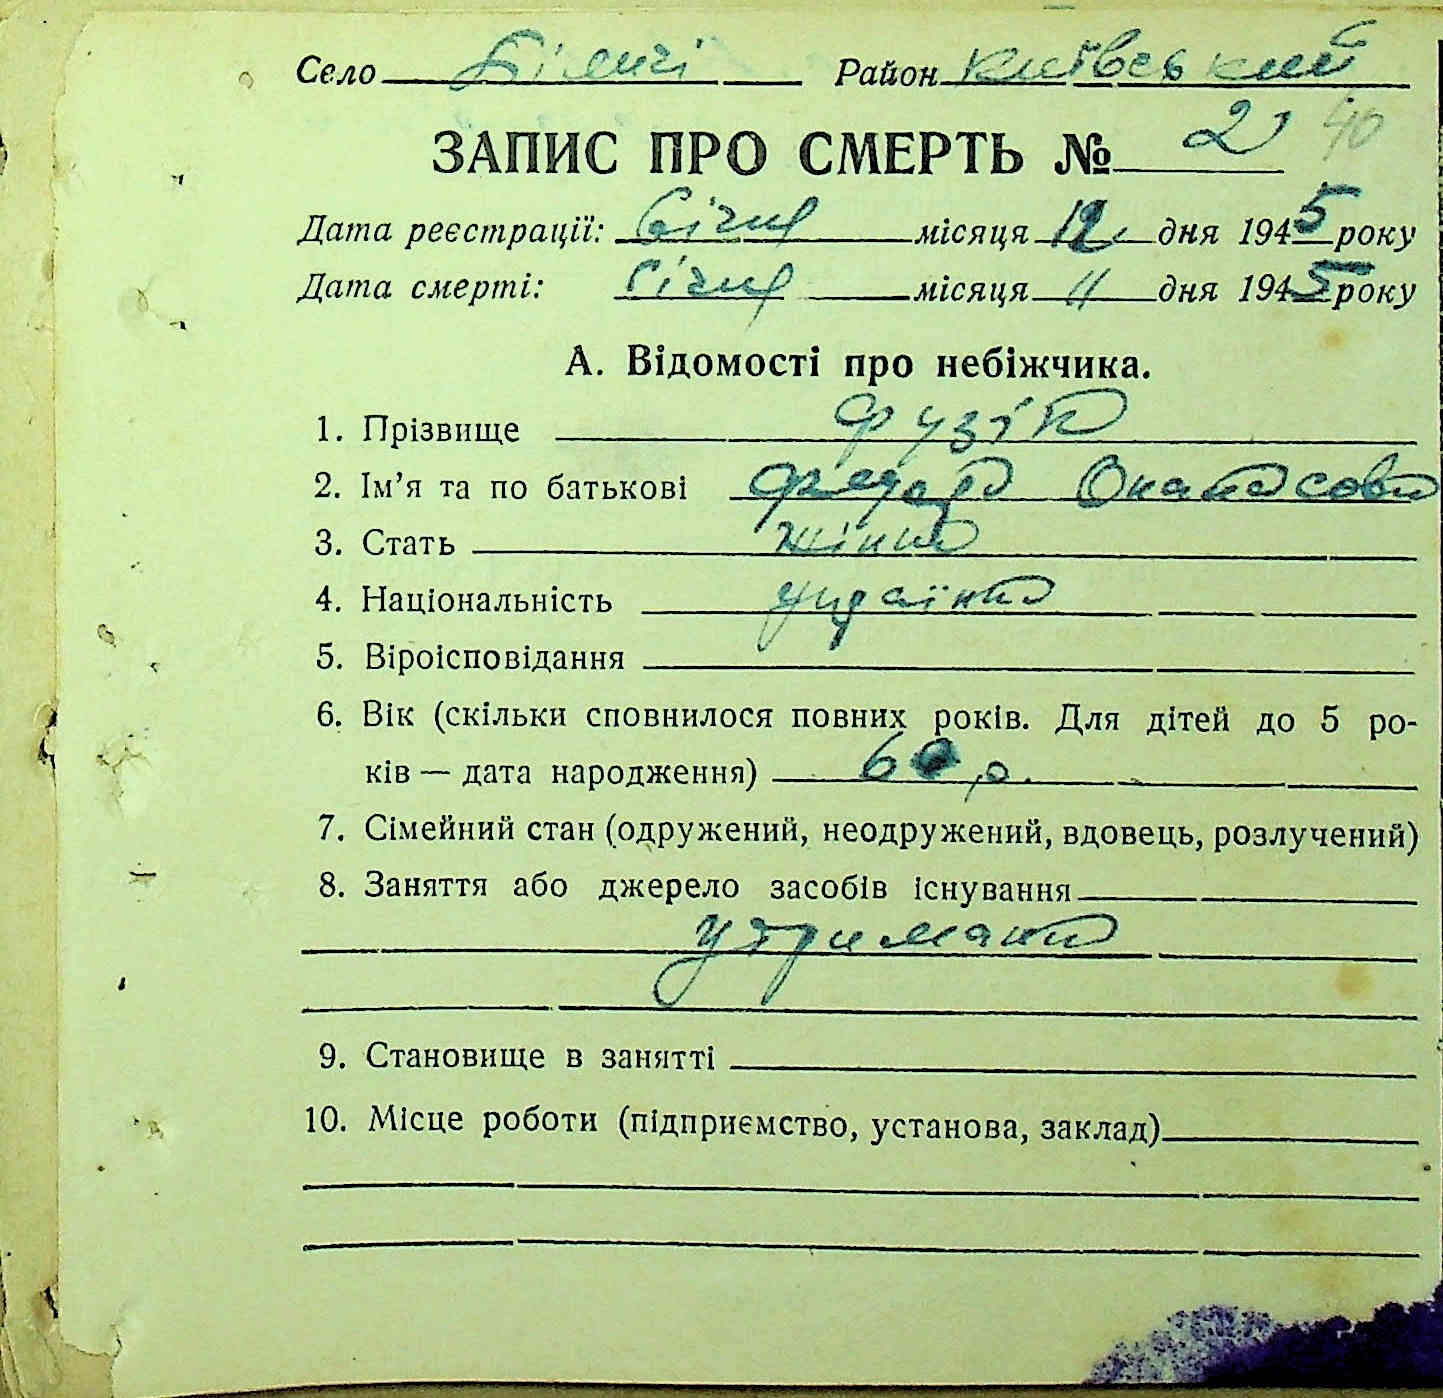 Село Біличі Район Київський
ЗАПИС ПРО СМЕРТЬ № 2 40
Дата реєстрації: Січня місяця 12 дня 1945 року
Дата смерті: Січня місяця 11 дня 1945 року
А. Відомості про небіжчика.
1. Прізвище Фузік
2. Ім'я та по батькові Федора
3. Стать жінка
4. Національність українка
5. Віроісповідання
6. Вік (скільки сповнилося повних років. Для дітей до 5 ро-
ків — дата народження) р.
7. Сімейний стан (одружений, неодружений, вдовець, розлучений)
8. Заняття або джерело засобів існування
утриманка
9. Становище в занятті
10. Місце роботи (підприємство, установа, заклад)